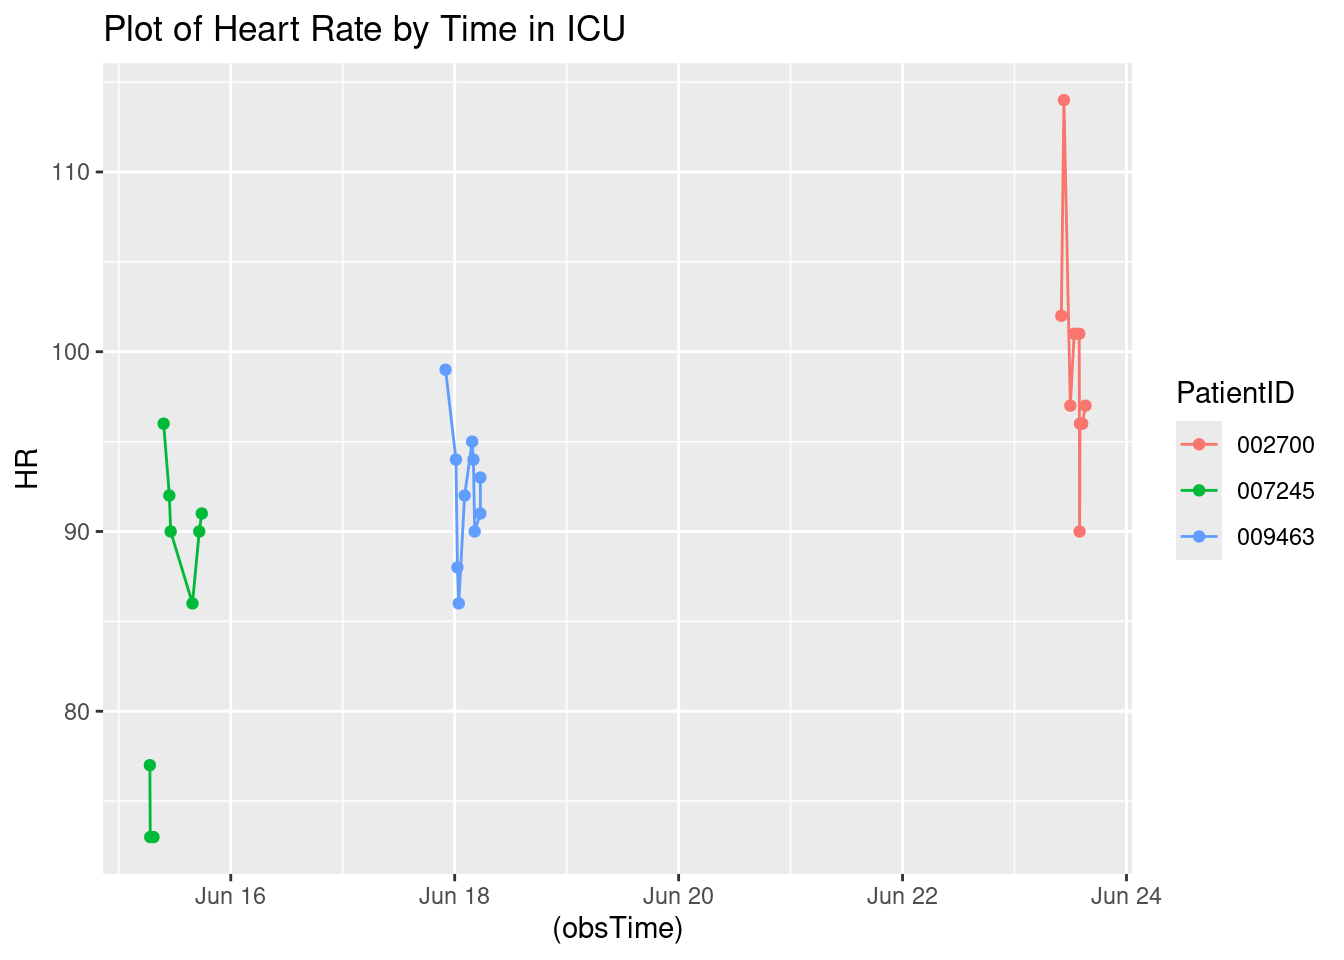 Plot of Heart Rate by Time in ICU
HR
110
100
90
80
Jun 16 Jun 18 Jun 20 Jun 22 Jun 24
(obsTime)
PatientID
002700
007245
009463